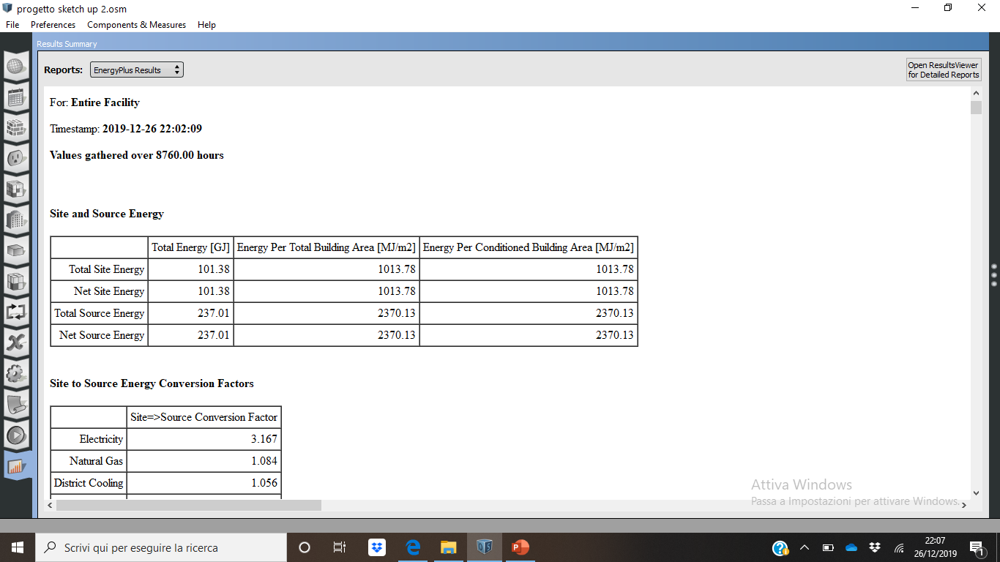 progetto sketch up 2.osm
File Preferences Components & Measures Help
Results Summary
Reports: EnergyPlus Results
Open ResultsViewer
for Detailed Reports
For: Entire Facility
Timestamp: 2019-12-26 22:02:09
Values gathered over 8760.00 hours
Site and Source Energy
Total Energy [GJ] Energy Per Total Building Area [MJ/m2] Energy Per Conditioned Building Area [MJ/m2]
Total Site Energy 101.38 1013.78 1013.78
Net Site Energy 101.38 1013.78 1013.78
Total Source Energy 237.01 2370.13 2370.13
Net Source Energy 237.01 2370.13 2370.13
Site to Source Energy Conversion Factors
Site=>Source Conversion Factor
Electricity 3.167
Natural Gas 1.084
District Cooling 1.056
Attiva Windows
Passa a Impostazioni per attivare Windows.
Scrivi qui per eseguire la ricerca
22:07
26/12/2019
1